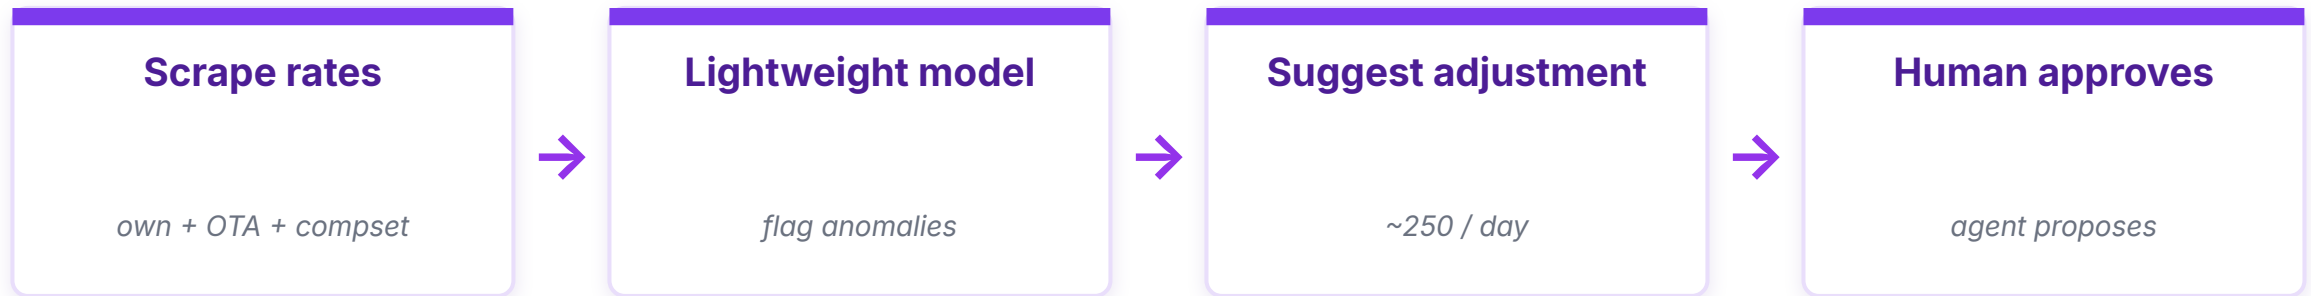 Scrape rates
own + OTA + compset
Lightweight model
flag anomalies
Suggest adjustment
~250 / day
Human approves
agent proposes